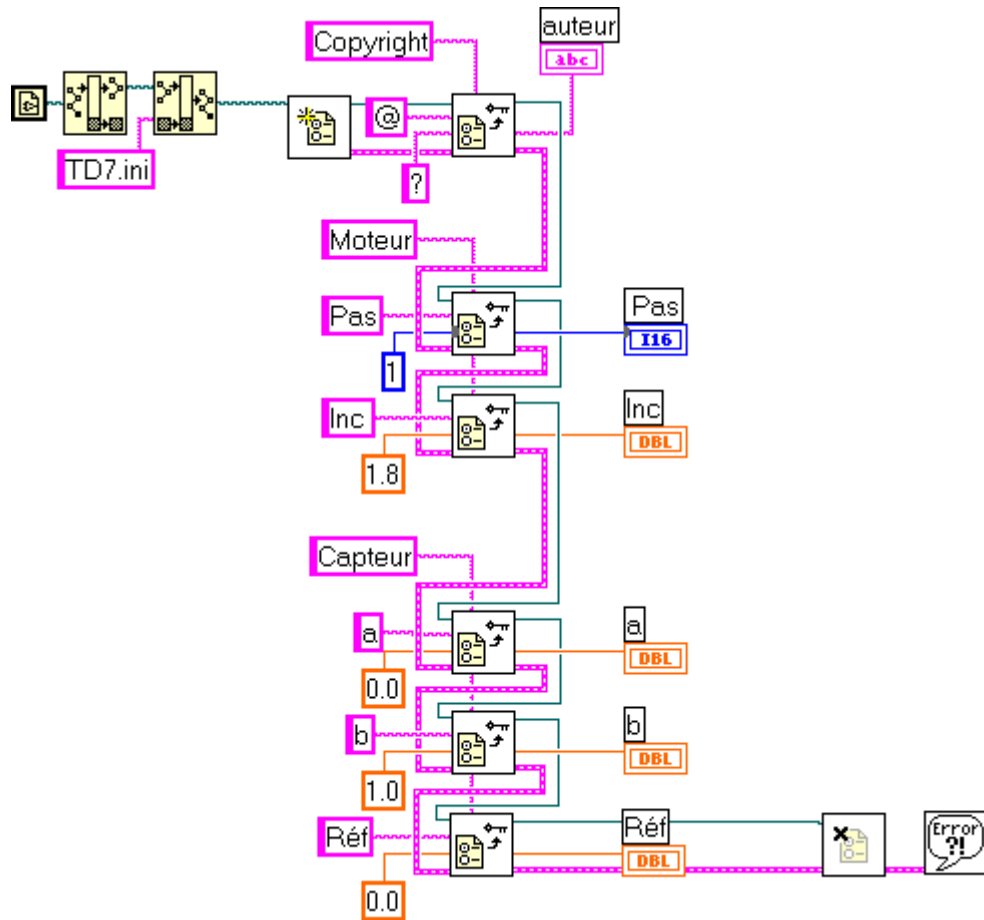 auteur
Copyright
abc
@
TD7.ini
?
Moteur
Pas
Pas
I16
1
Inc
Inc
DBL
1.8
Capteur
a
a
DBL
0.0
b
b
DBL
1.0
Réf
Réf
DBL
Error
?!
0.0